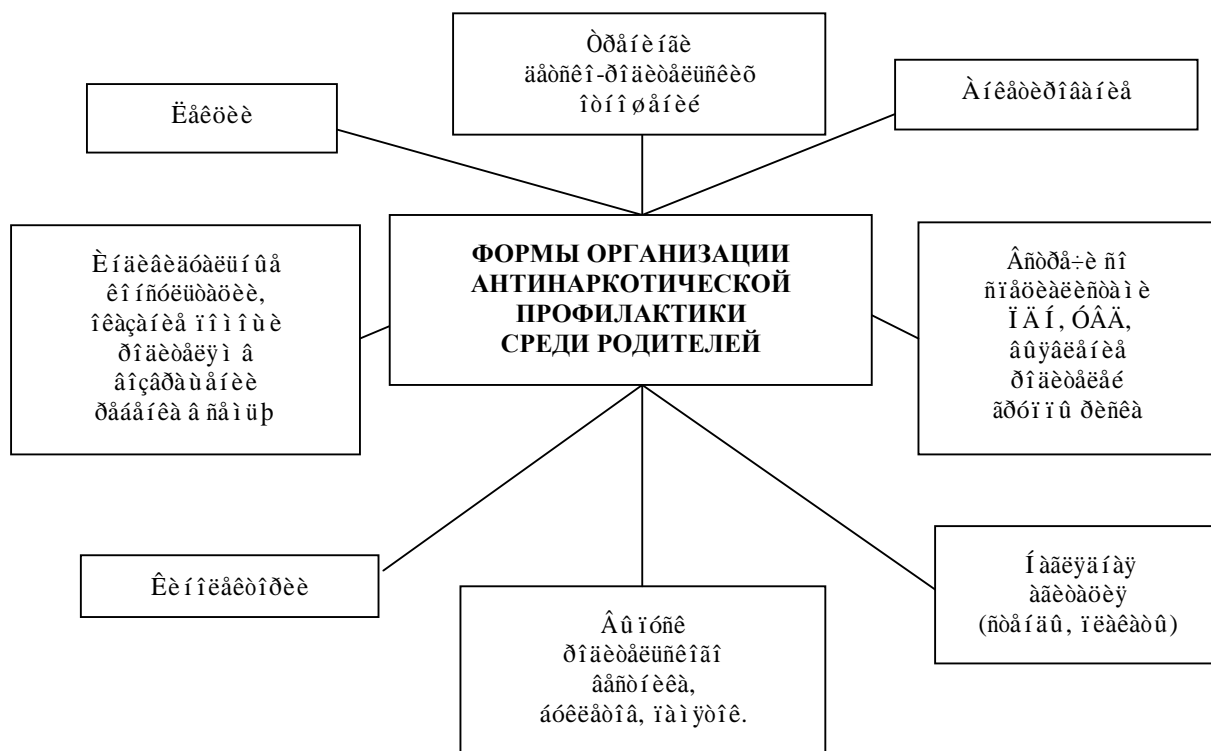 Òðåíèíãè
äåòñêî-ðîäèòåëüñêèõ
îòíîøåíèé
Ëåêöèè
Àíêåòèðîâàíèå
Èíäèâèäóàëüíûå
êîíñóëüòàöèè,
îêàçàíèå ïîìîùè
ðîäèòåëÿì â
âîçâðàùåíèè
ðåáåíêà â ñåìüþ
ФОРМЫ ОРГАНИЗАЦИИ
АНТИНАРКОТИЧЕСКОЙ
ПРОФИЛАКТИКИ
СРЕДИ РОДИТЕЛЕЙ
Âñòðå÷è ñî
ñïåöèàëèñòàìè
ÏÄÍ, ÓÂÄ,
âûÿâëåíèå
ðîäèòåëåé
ãðóïïû ðèñêà
Êèíîëåêòîðèè
Âûïóñê
ðîäèòåëüñêîãî
âåñòíèêà,
áóêëåòîâ, ïàìÿòîê.
Íàãëÿäíàÿ
àãèòàöèÿ
(ñòåíäû, ïëàêàòû)